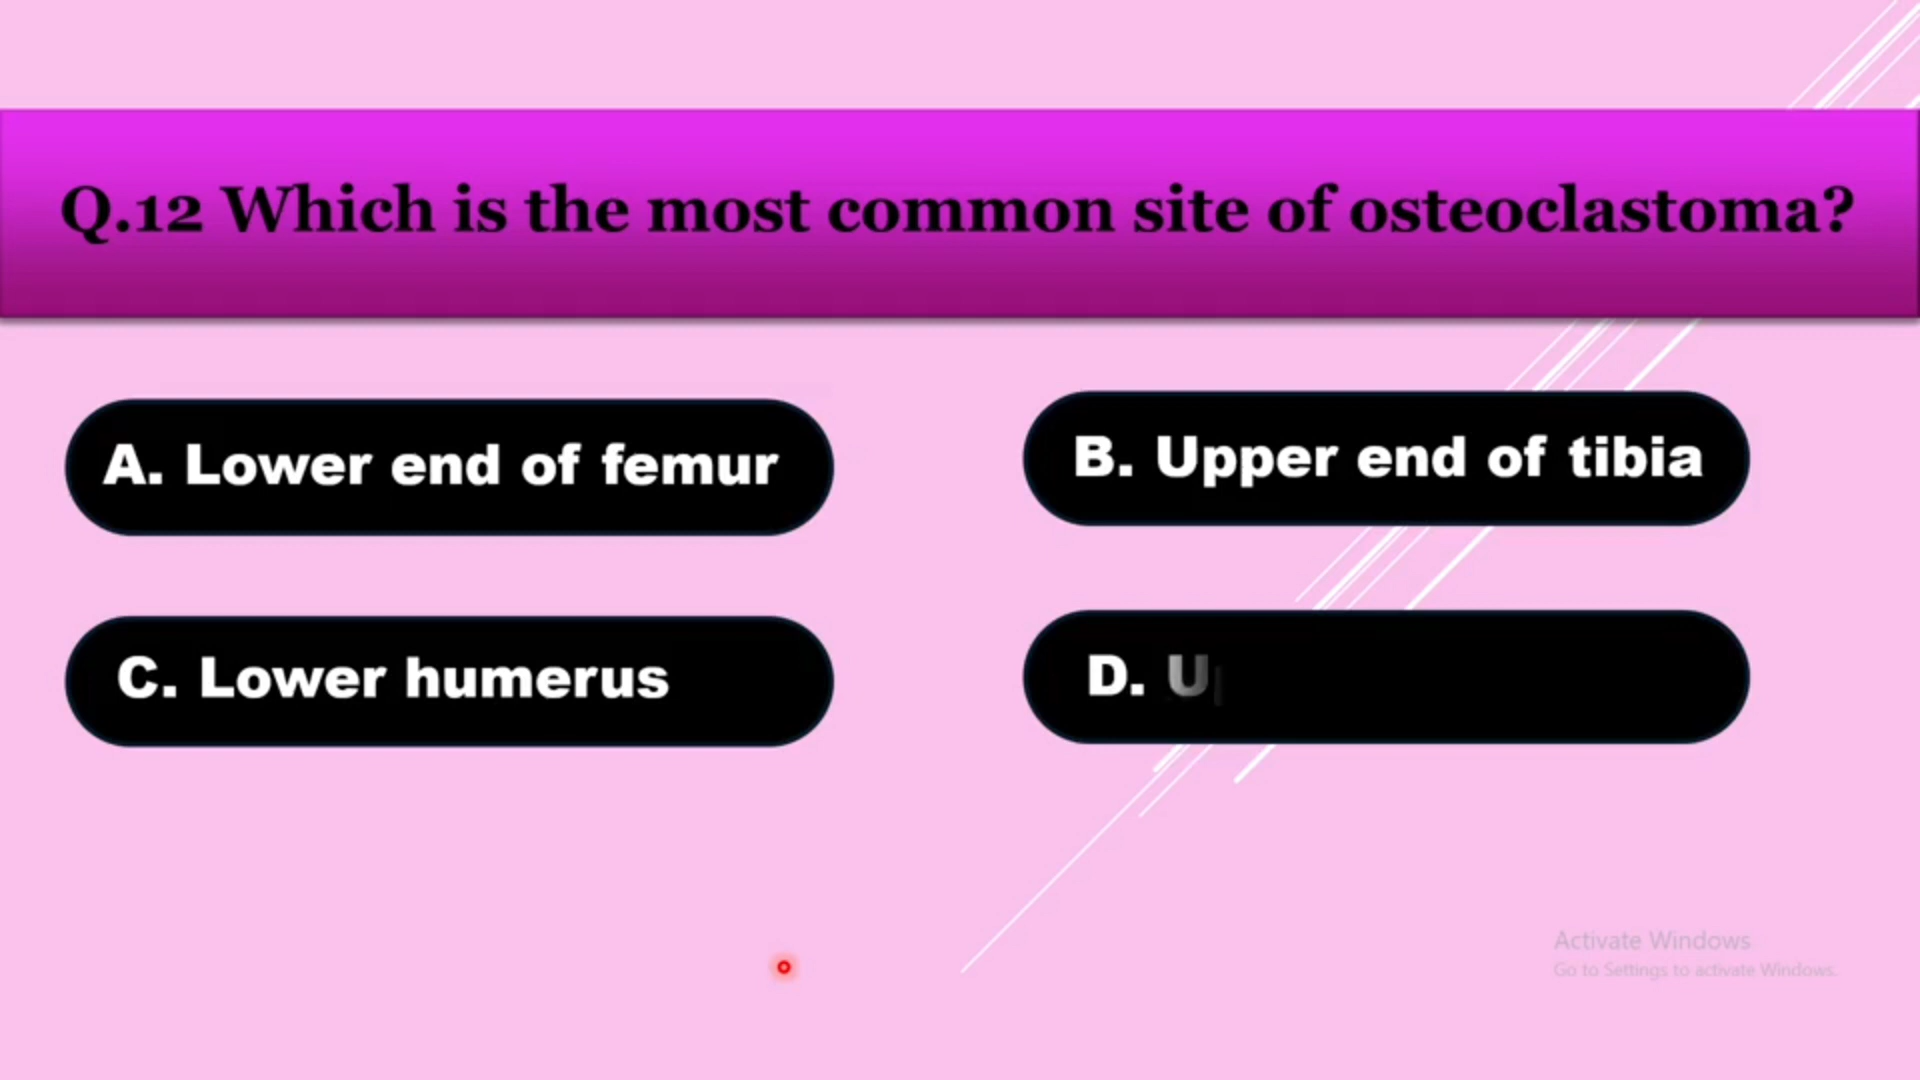 Q.12 Which is the most common site of osteoclastoma?
A. Lower end of femur
B. Upper end of tibia
C. Lower humerus
D. U
Activate Windows
Go to Settings to activate Windows.